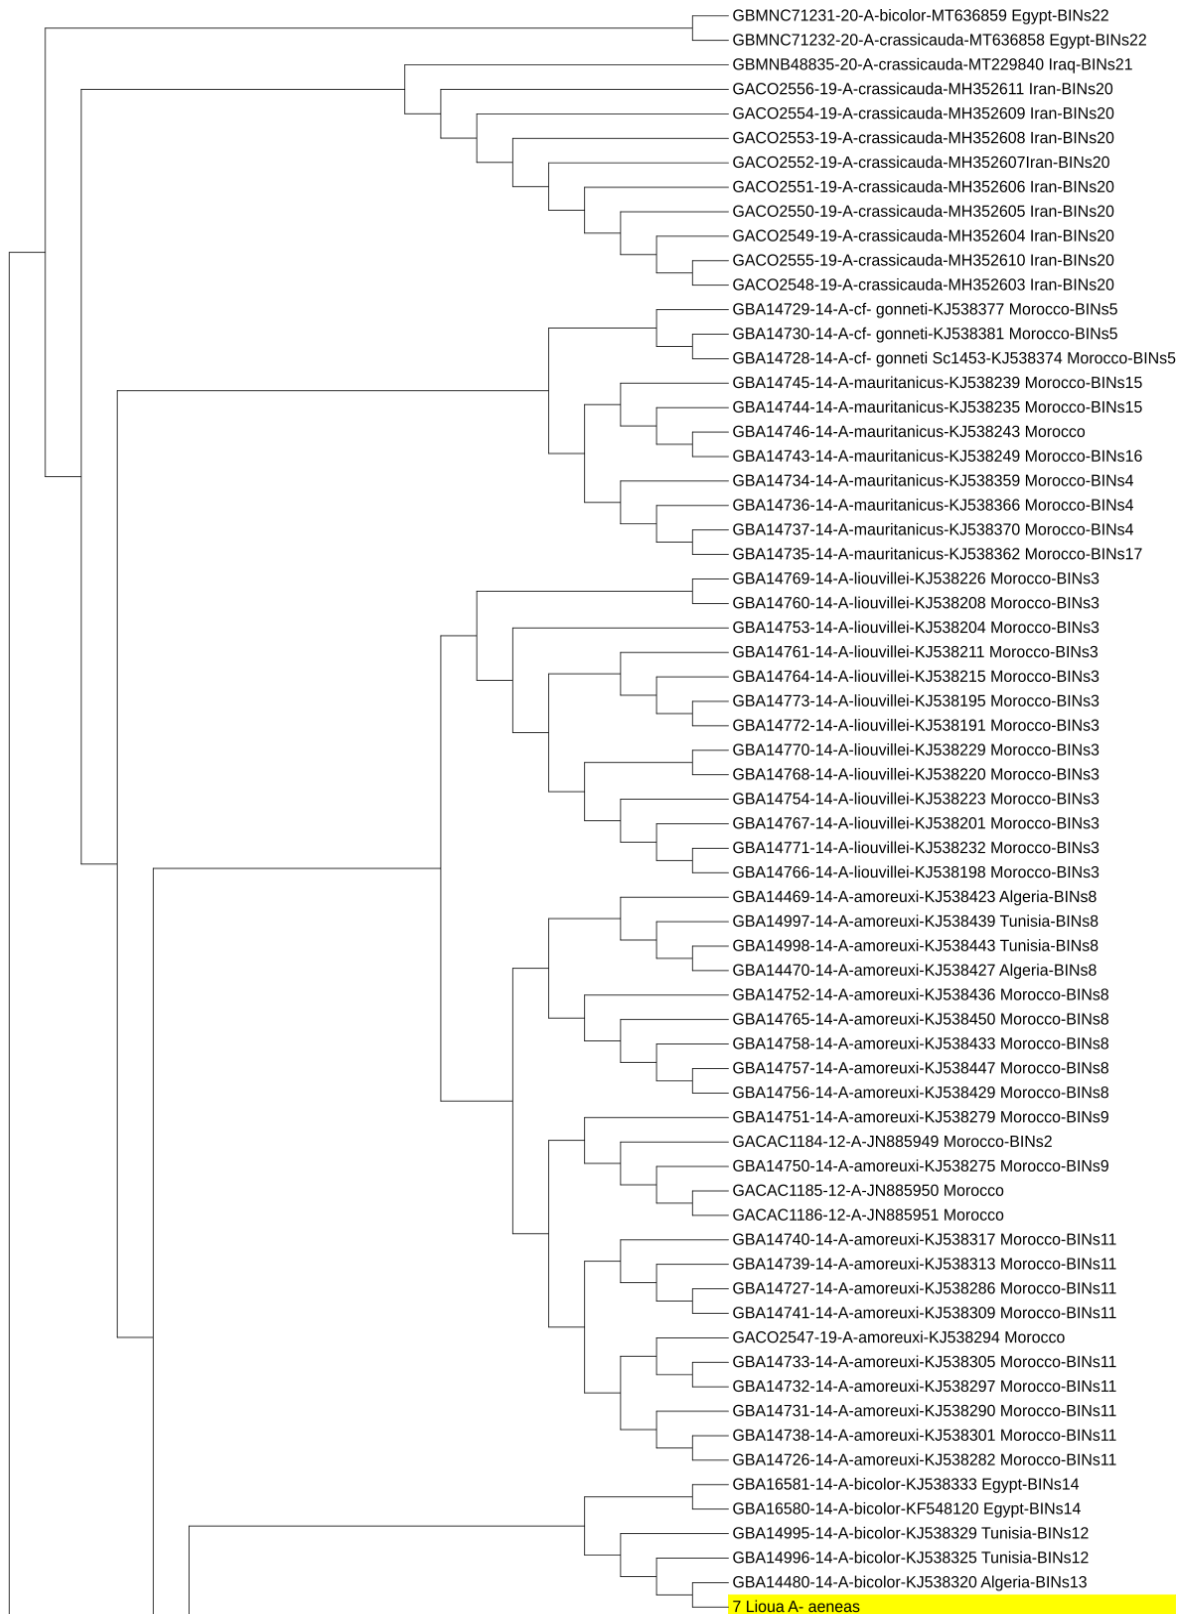 GBMNC71231-20-A-bicolor-MT636859 Egypt-BINs22
GBMNC71232-20-A-crassicauda-MT636858 Egypt-BINs22
GBMNB48835-20-A-crassicauda-MT229840 Iraq-BINs21
GACO2556-19-A-crassicauda-MH352611 Iran-BINs20
GACO2554-19-A-crassicauda-MH352609 Iran-BINs20
GACO2553-19-A-crassicauda-MH352608 Iran-BINs20
GACO2552-19-A-crassicauda-MH352607Iran-BINs20
GACO2551-19-A-crassicauda-MH352606 Iran-BINs20
GACO2550-19-A-crassicauda-MH352605 Iran-BINs20
GACO2549-19-A-crassicauda-MH352604 Iran-BINs20
GACO2555-19-A-crassicauda-MH352610 Iran-BINs20
GACO2548-19-A-crassicauda-MH352603 Iran-BINs20
GBA14729-14-A-cf- gonneti-KJ538377 Morocco-BINs5
GBA14730-14-A-cf- gonneti-KJ538381 Morocco-BINs5
GBA14728-14-A-cf- gonneti Sc1453-KJ538374 Morocco-BINs5
GBA14745-14-A-mauritanicus-KJ538239 Morocco-BINs15
GBA14744-14-A-mauritanicus-KJ538235 Morocco-BINs15
GBA14746-14-A-mauritanicus-KJ538243 Morocco
GBA14743-14-A-mauritanicus-KJ538249 Morocco-BINs16
GBA14734-14-A-mauritanicus-KJ538359 Morocco-BINs4
GBA14736-14-A-mauritanicus-KJ538366 Morocco-BINs4
GBA14737-14-A-mauritanicus-KJ538370 Morocco-BINs4
GBA14735-14-A-mauritanicus-KJ538362 Morocco-BINs17
GBA14769-14-A-liouvillei-KJ538226 Morocco-BINs3
GBA14760-14-A-liouvillei-KJ538208 Morocco-BINs3
GBA14753-14-A-liouvillei-KJ538204 Morocco-BINs3
GBA14761-14-A-liouvillei-KJ538211 Morocco-BINs3
GBA14764-14-A-liouvillei-KJ538215 Morocco-BINs3
GBA14773-14-A-liouvillei-KJ538195 Morocco-BINs3
GBA14772-14-A-liouvillei-KJ538191 Morocco-BINs3
GBA14770-14-A-liouvillei-KJ538229 Morocco-BINs3
GBA14768-14-A-liouvillei-KJ538220 Morocco-BINs3
GBA14754-14-A-liouvillei-KJ538223 Morocco-BINs3
GBA14767-14-A-liouvillei-KJ538201 Morocco-BINs3
GBA14771-14-A-liouvillei-KJ538232 Morocco-BINs3
GBA14766-14-A-liouvillei-KJ538198 Morocco-BINs3
GBA14469-14-A-amoreuxi-KJ538423 Algeria-BINs8
GBA14997-14-A-amoreuxi-KJ538439 Tunisia-BINs8
GBA14998-14-A-amoreuxi-KJ538443 Tunisia-BINs8
GBA14470-14-A-amoreuxi-KJ538427 Algeria-BINs8
GBA14752-14-A-amoreuxi-KJ538436 Morocco-BINs8
GBA14765-14-A-amoreuxi-KJ538450 Morocco-BINs8
GBA14758-14-A-amoreuxi-KJ538433 Morocco-BINs8
GBA14757-14-A-amoreuxi-KJ538447 Morocco-BINs8
GBA14756-14-A-amoreuxi-KJ538429 Morocco-BINs8
GBA14751-14-A-amoreuxi-KJ538279 Morocco-BINs9
GACAC1184-12-A-JN885949 Morocco-BINs2
GBA14750-14-A-amoreuxi-KJ538275 Morocco-BINs9
GACAC1185-12-A-JN885950 Morocco
GACAC1186-12-A-JN885951 Morocco
GBA14740-14-A-amoreuxi-KJ538317 Morocco-BINs11
GBA14739-14-A-amoreuxi-KJ538313 Morocco-BINs11
GBA14727-14-A-amoreuxi-KJ538286 Morocco-BINs11
GBA14741-14-A-amoreuxi-KJ538309 Morocco-BINs11
GACO2547-19-A-amoreuxi-KJ538294 Morocco
GBA14733-14-A-amoreuxi-KJ538305 Morocco-BINs11
GBA14732-14-A-amoreuxi-KJ538297 Morocco-BINs11
GBA14731-14-A-amoreuxi-KJ538290 Morocco-BINs11
GBA14738-14-A-amoreuxi-KJ538301 Morocco-BINs11
GBA14726-14-A-amoreuxi-KJ538282 Morocco-BINs11
GBA16581-14-A-bicolor-KJ538333 Egypt-BINs14
GBA16580-14-A-bicolor-KF548120 Egypt-BINs14
GBA14995-14-A-bicolor-KJ538329 Tunisia-BINs12
GBA14996-14-A-bicolor-KJ538325 Tunisia-BINs12
GBA14480-14-A-bicolor-KJ538320 Algeria-BINs13
7 Lioua A- aeneas